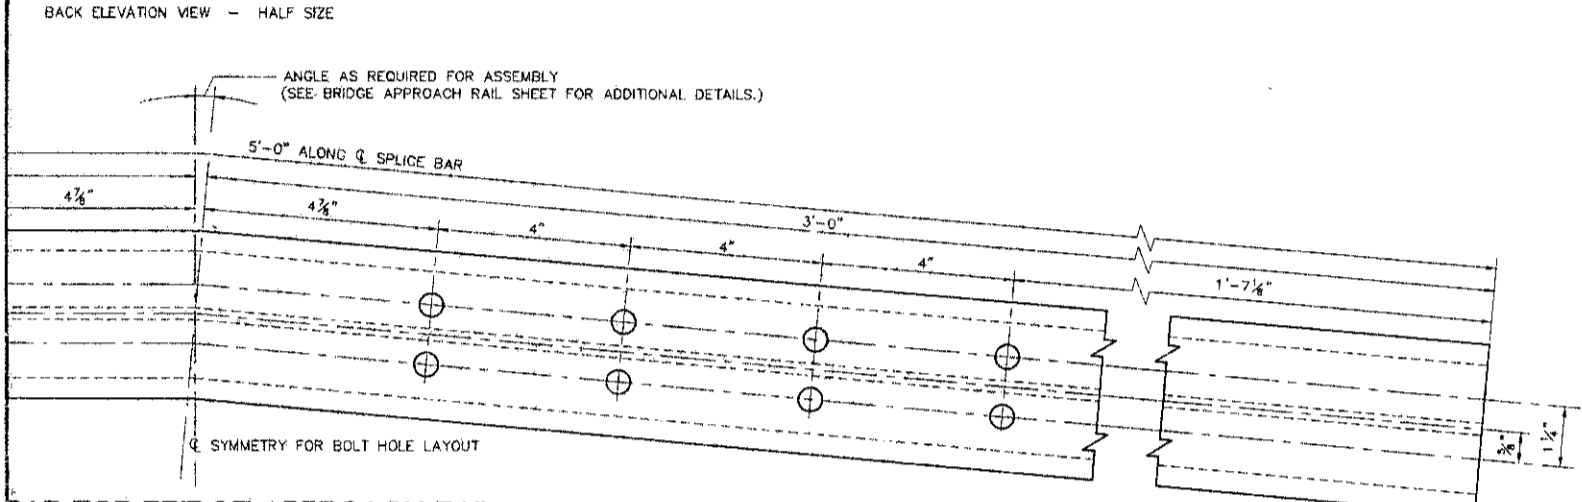 BACK ELEVATION VIEW – HALF SIZE
ANGLE AS REQUIRED FOR ASSEMBLY
(SEE BRIDGE APPROACH RAIL SHEET FOR ADDITIONAL DETAILS.)
5'-0" ALONG ℄ SPLICE BAR
4⅞"
4⅞"
4"
3'-0"
4"
4"
1'-7⅛"
℄ SYMMETRY FOR BOLT HOLE LAYOUT
1¼"